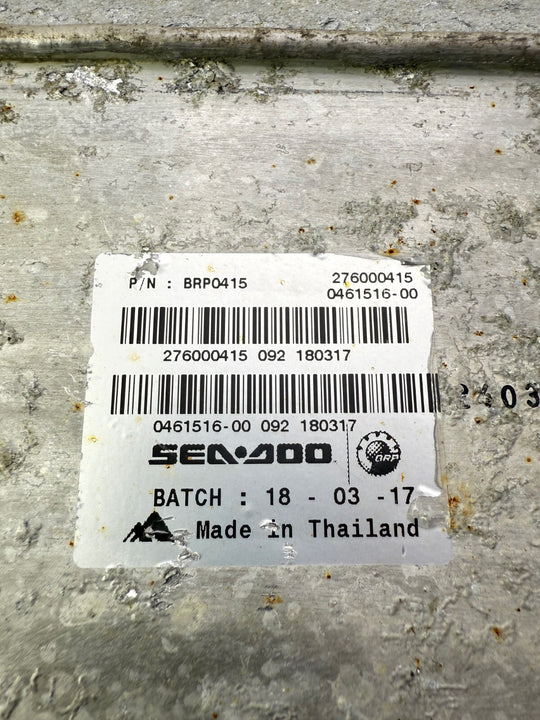 P/N : BRP0415 276000415
0461516-00
276000415 092 180317
0461516-00 092 180317
SEA-DOO BRP
BATCH : 18 - 03 -17
Made in Thailand